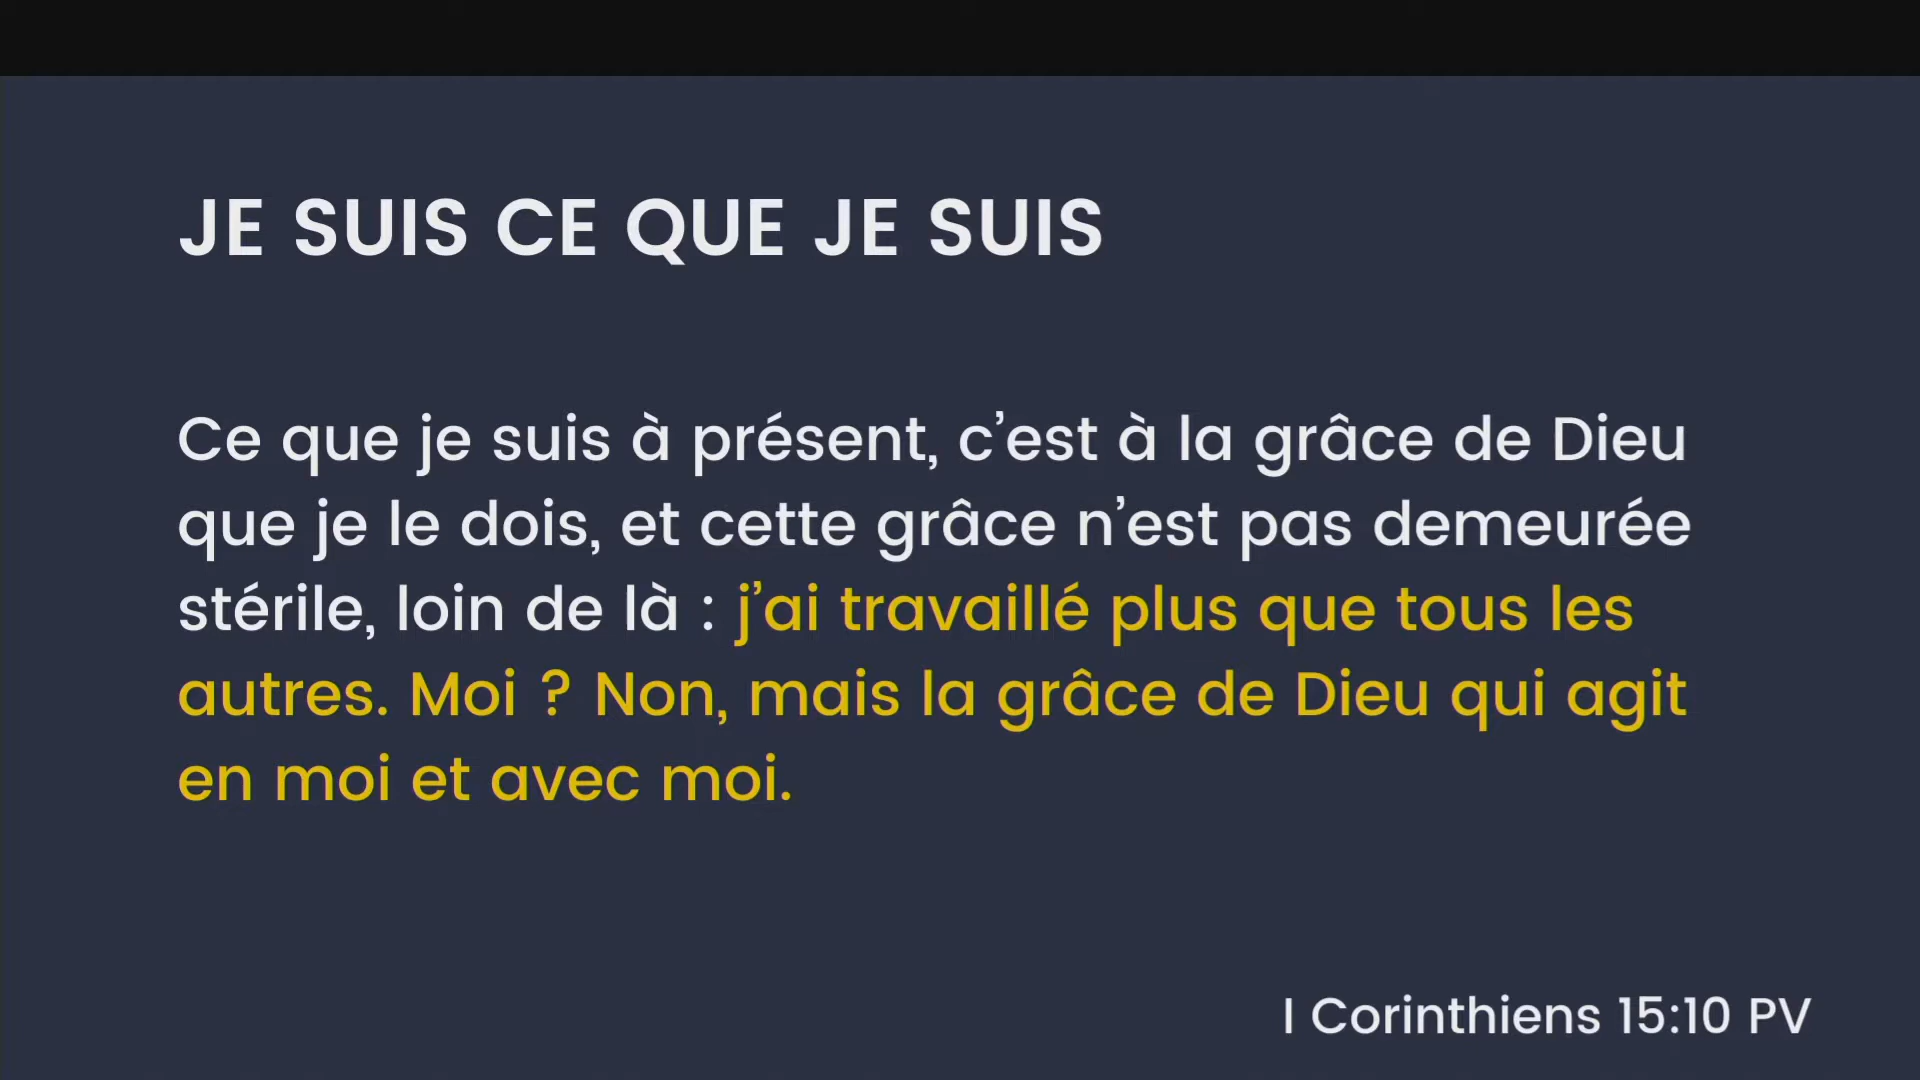 JE SUIS CE QUE JE SUIS
Ce que je suis à présent, c’est à la grâce de Dieu
que je le dois, et cette grâce n’est pas demeurée
stérile, loin de là : j’ai travaillé plus que tous les
autres. Moi ? Non, mais la grâce de Dieu qui agit
en moi et avec moi.
I Corinthiens 15:10 PV